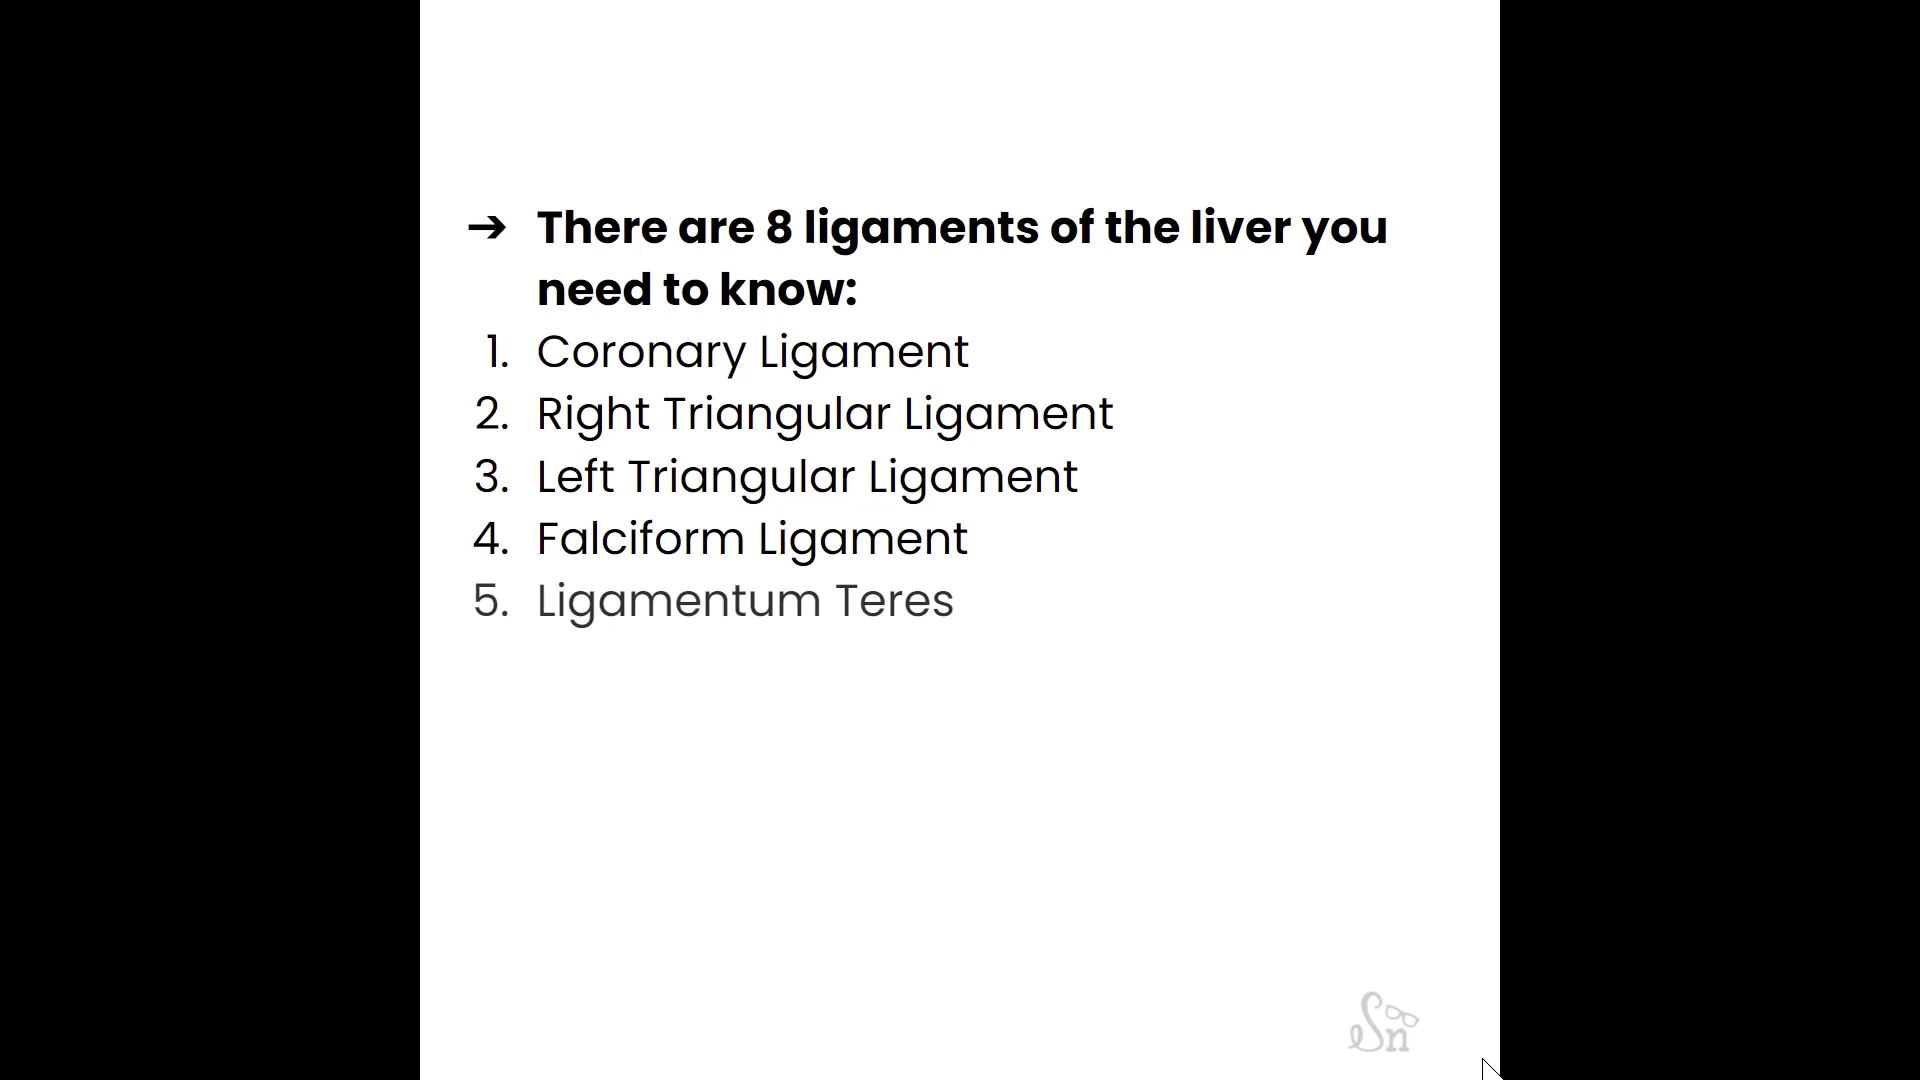 ➔ There are 8 ligaments of the liver you
need to know:
1. Coronary Ligament
2. Right Triangular Ligament
3. Left Triangular Ligament
4. Falciform Ligament
5. Ligamentum Teres
Sn